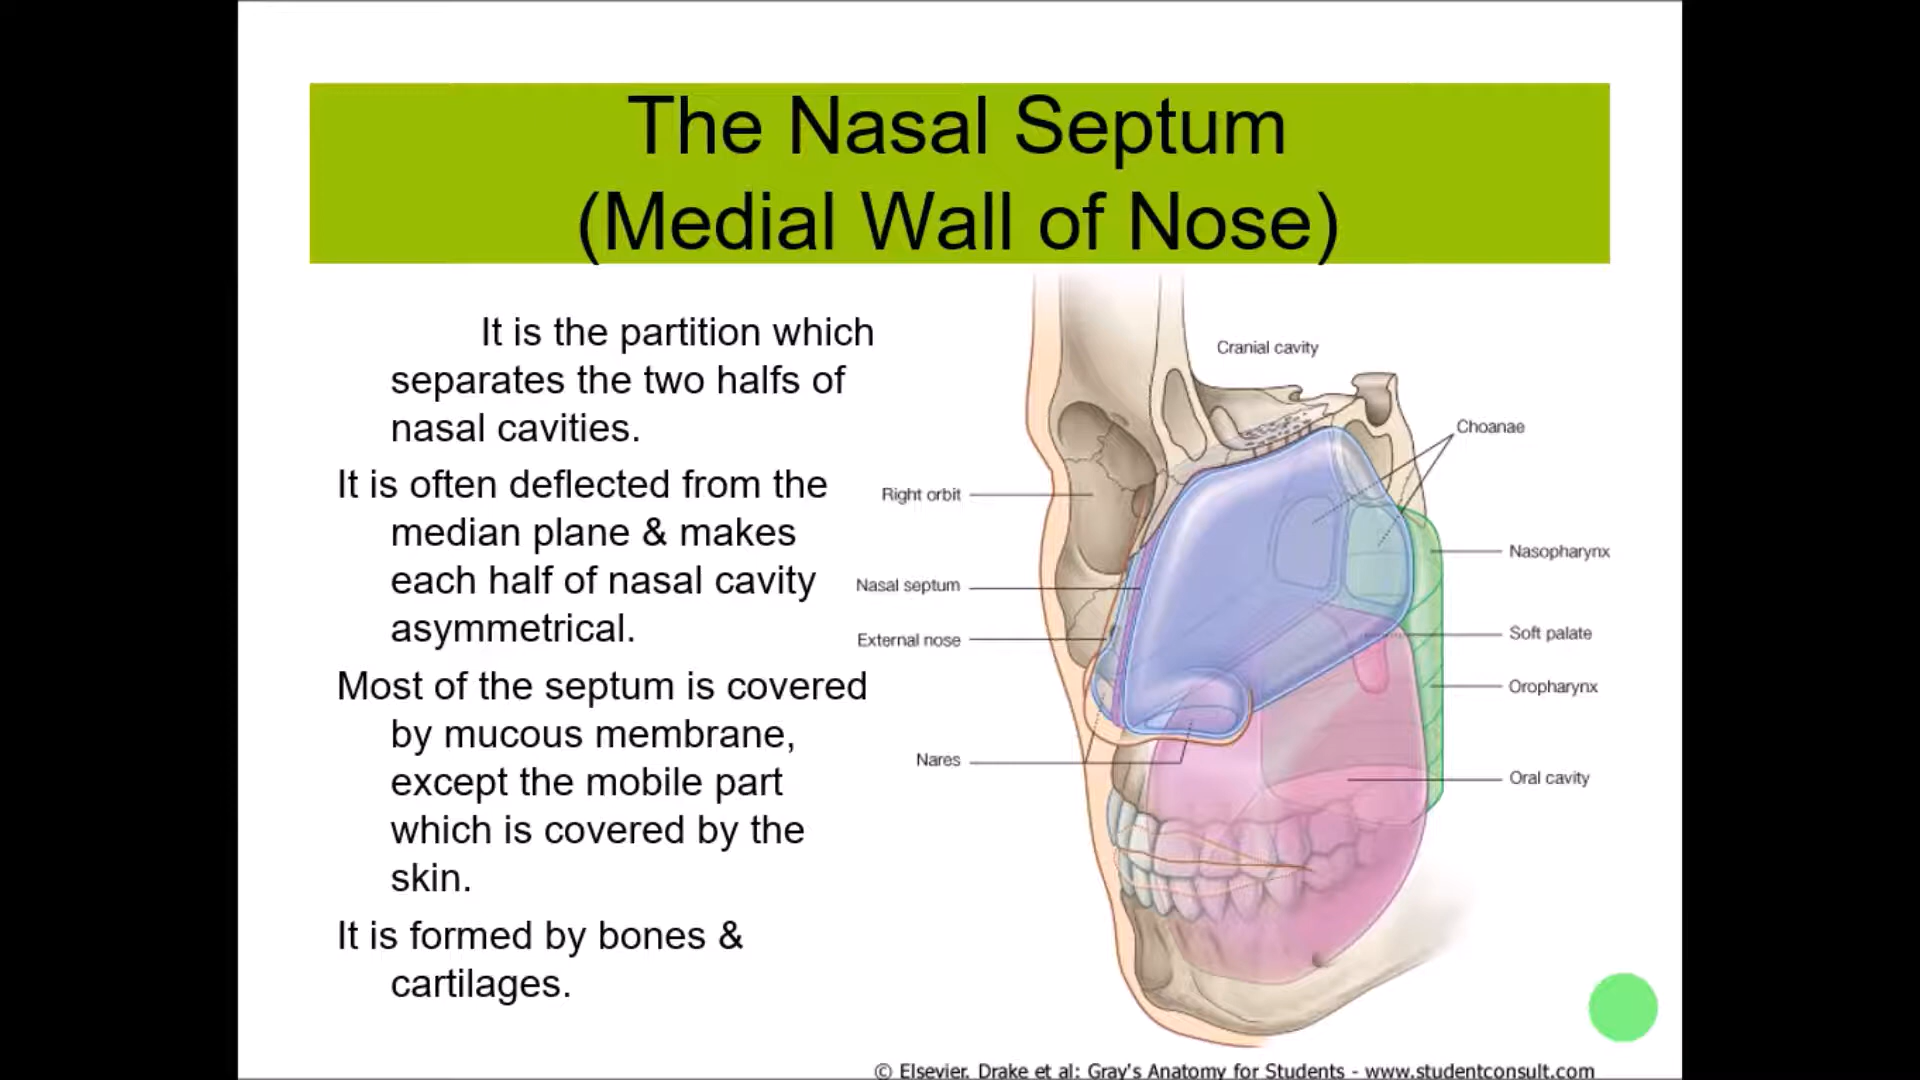 The Nasal Septum
(Medial Wall of Nose)
It is the partition which
separates the two halfs of
nasal cavities.
It is often deflected from the
median plane & makes
each half of nasal cavity
asymmetrical.
Most of the septum is covered
by mucous membrane,
except the mobile part
which is covered by the
skin.
It is formed by bones &
cartilages.
Cranial cavity
Choanae
Right orbit
Nasopharynx
Nasal septum
External nose
Soft palate
Oropharynx
Nares
Oral cavity
© Elsevier. Drake et al: Gray's Anatomy for Students - www.studentconsult.com